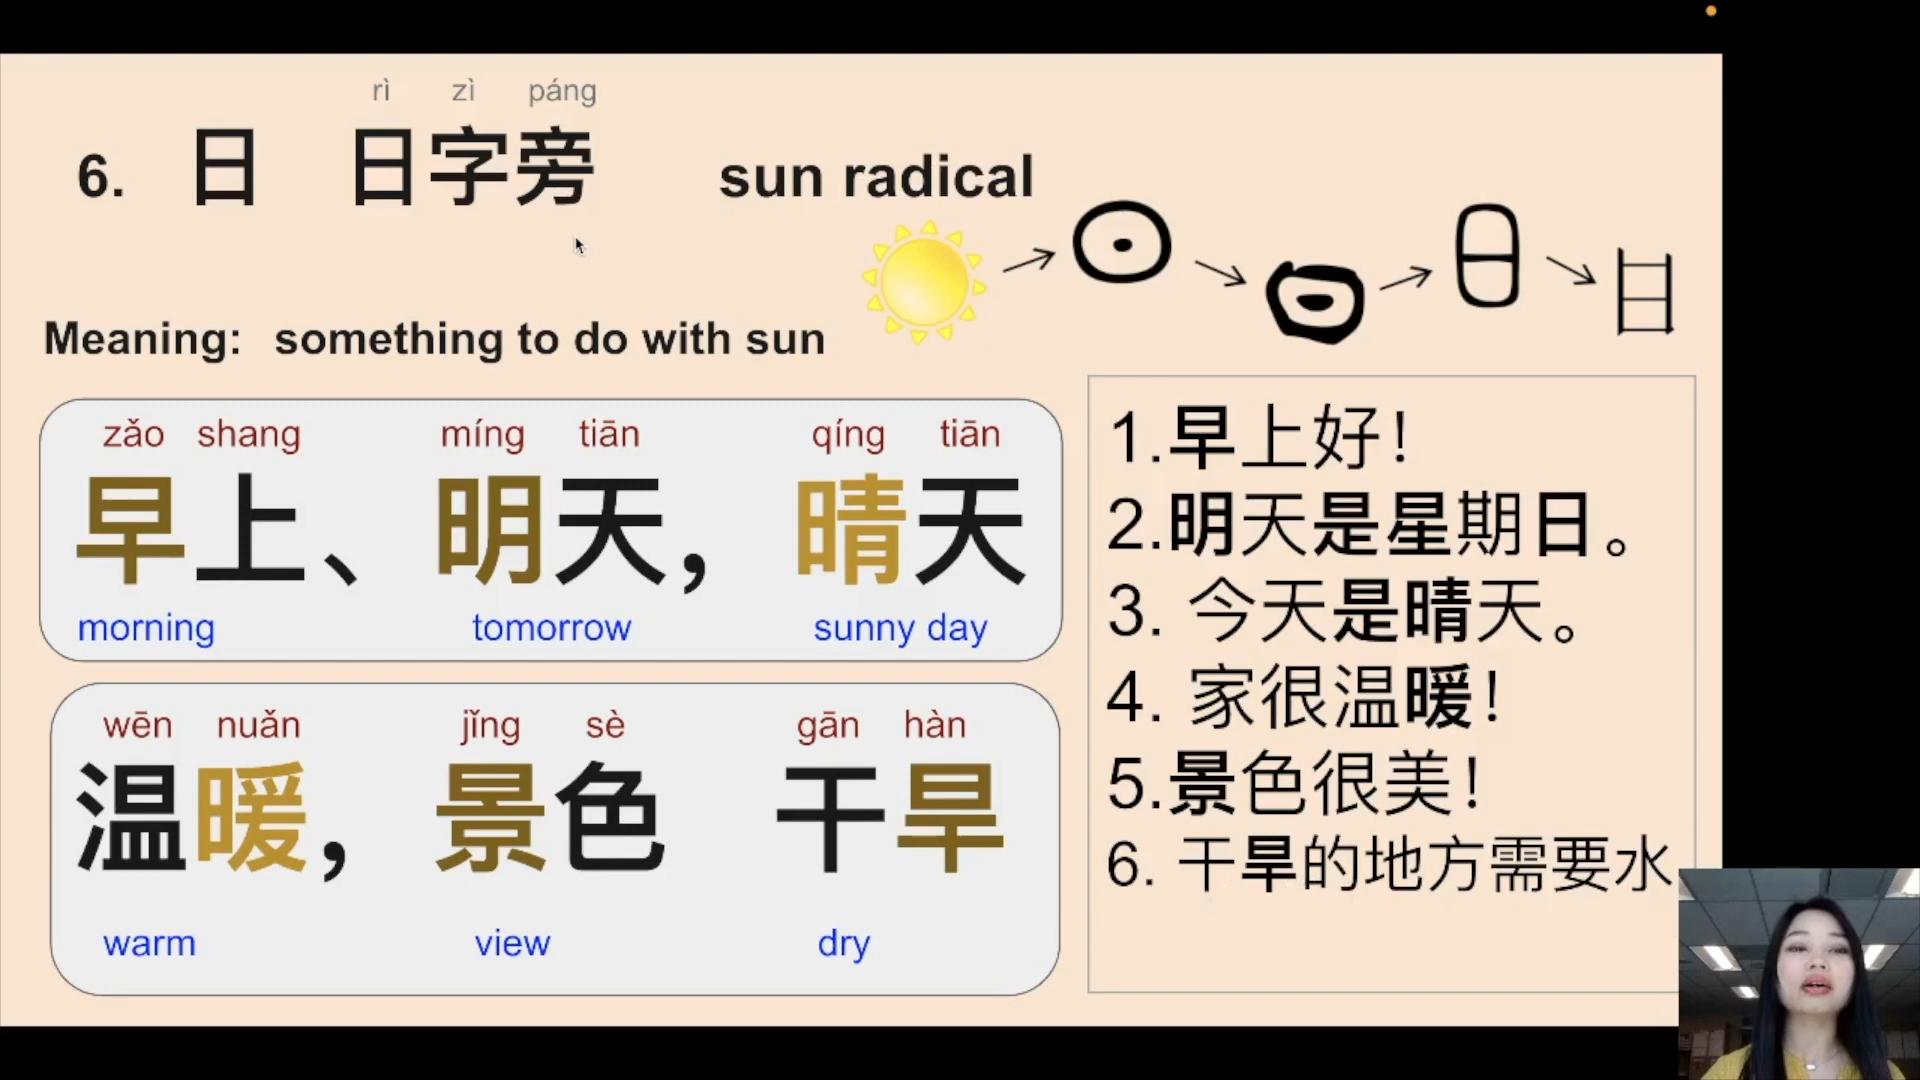 rì zì páng
6. 日 日字旁 sun radical
Meaning: something to do with sun
zǎo shang míng tiān qíng tiān
早上、明天，晴天
morning tomorrow sunny day
wēn nuǎn jǐng sè gān hàn
温暖，景色 干旱
warm view dry
1.早上好！
2.明天是星期日。
3. 今天是晴天。
4. 家很温暖！
5.景色很美！
6. 干旱的地方需要水